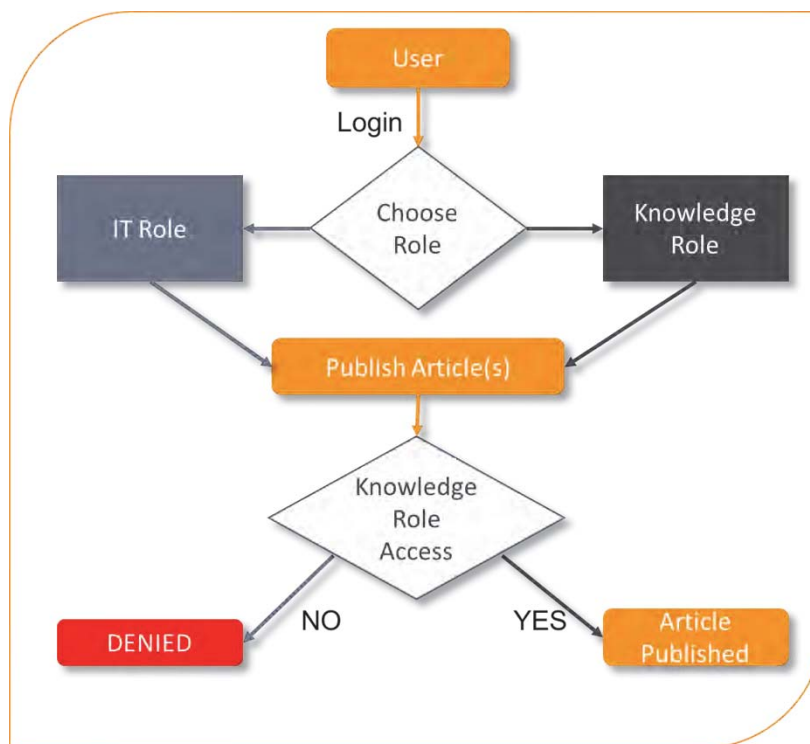 User
Login
Choose
Role
IT Role
Knowledge
Role
Publish Article(s)
Knowledge
Role
Access
NO
YES
DENIED
Article
Published